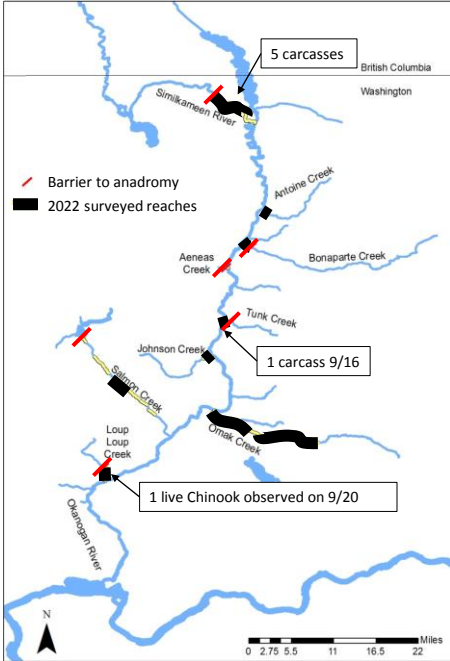 5 carcasses
British Columbia
Washington
Similkameen River
Barrier to anadromy
2022 surveyed reaches
Antoine Creek
Aeneas
Creek
Bonaparte Creek
Tunk Creek
Johnson Creek
1 carcass 9/16
Salmon Creek
Loup
Loup
Creek
Omak Creek
1 live Chinook observed on 9/20
Okanogan River
N
Miles
0 2.75 5.5 11 16.5 22